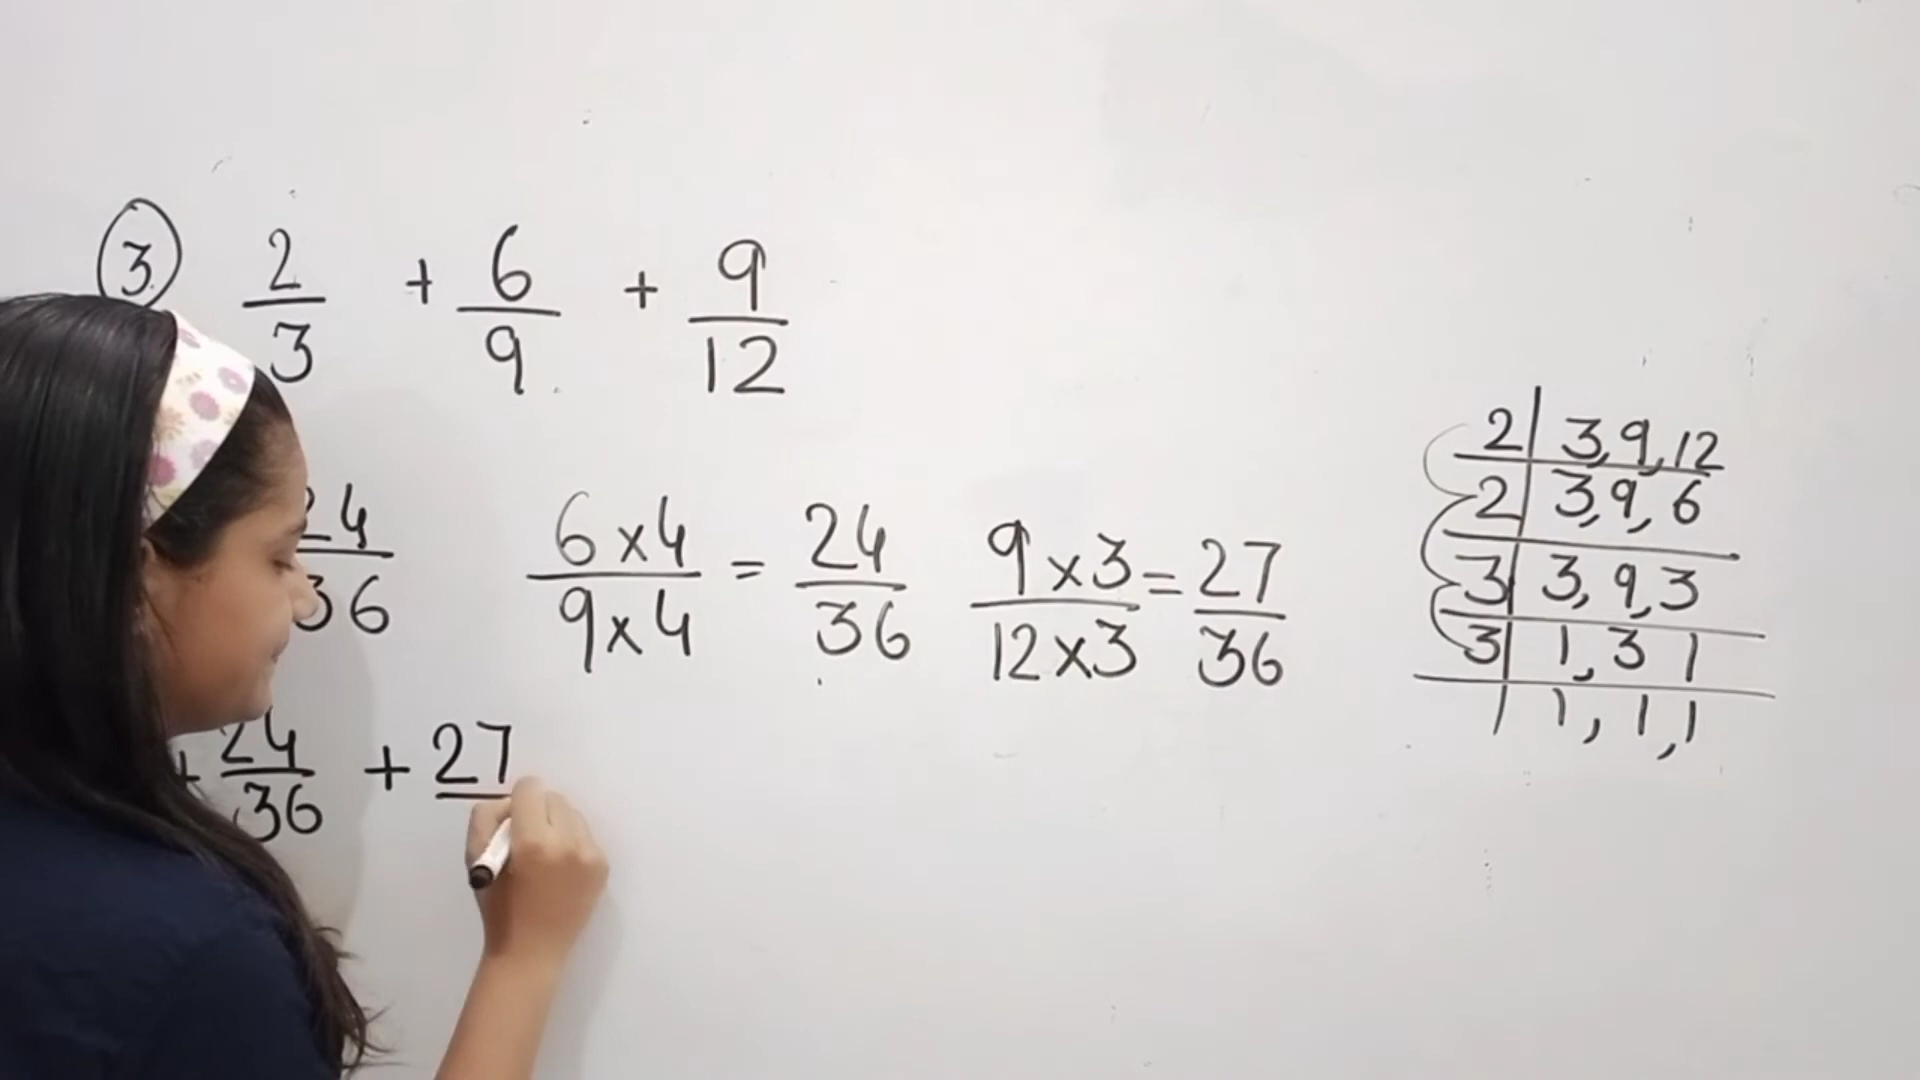 ③ 2/3 + 6/9 + 9/12
24/36 6×4/9×4 = 24/36 9×3/12×3 = 27/36
+ 24/36 + 27
2 | 3, 9, 12
2 | 3, 9, 6
3 | 3, 9, 3
3 | 1, 3 1
| 1, 1, 1